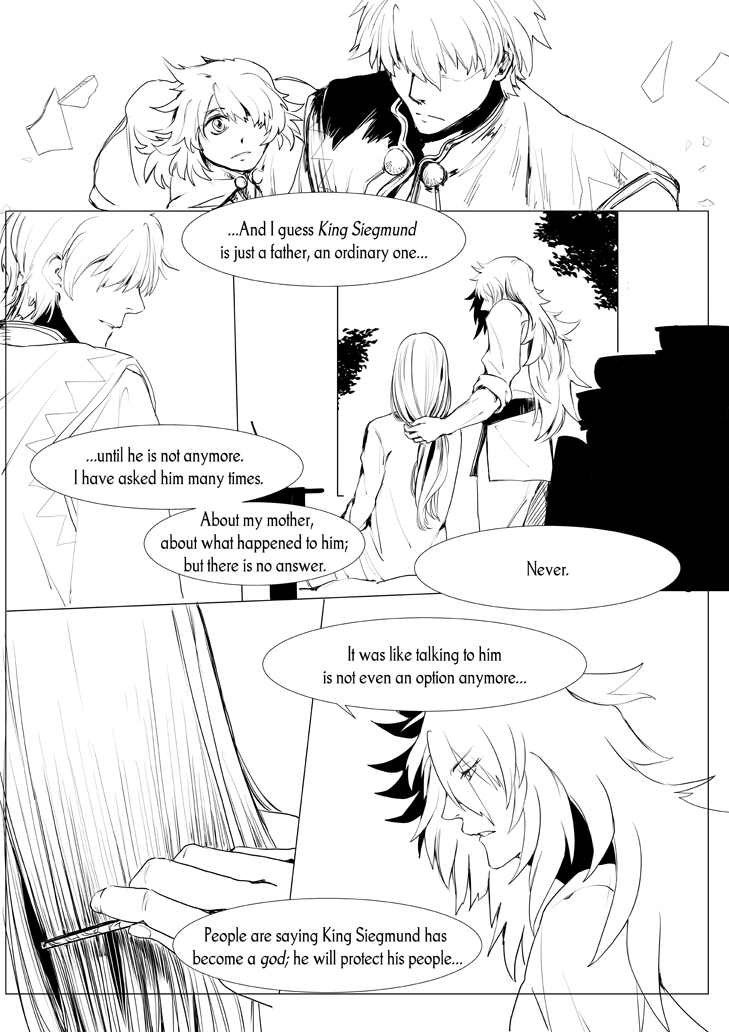 ...And I guess King Siegmund
is just a father, an ordinary one...
...until he is not anymore.
I have asked him many times.
About my mother,
about what happened to him;
but there is no answer.
Never.
It was like talking to him
is not even an option anymore...
People are saying King Siegmund has
become a god; he will protect his people...